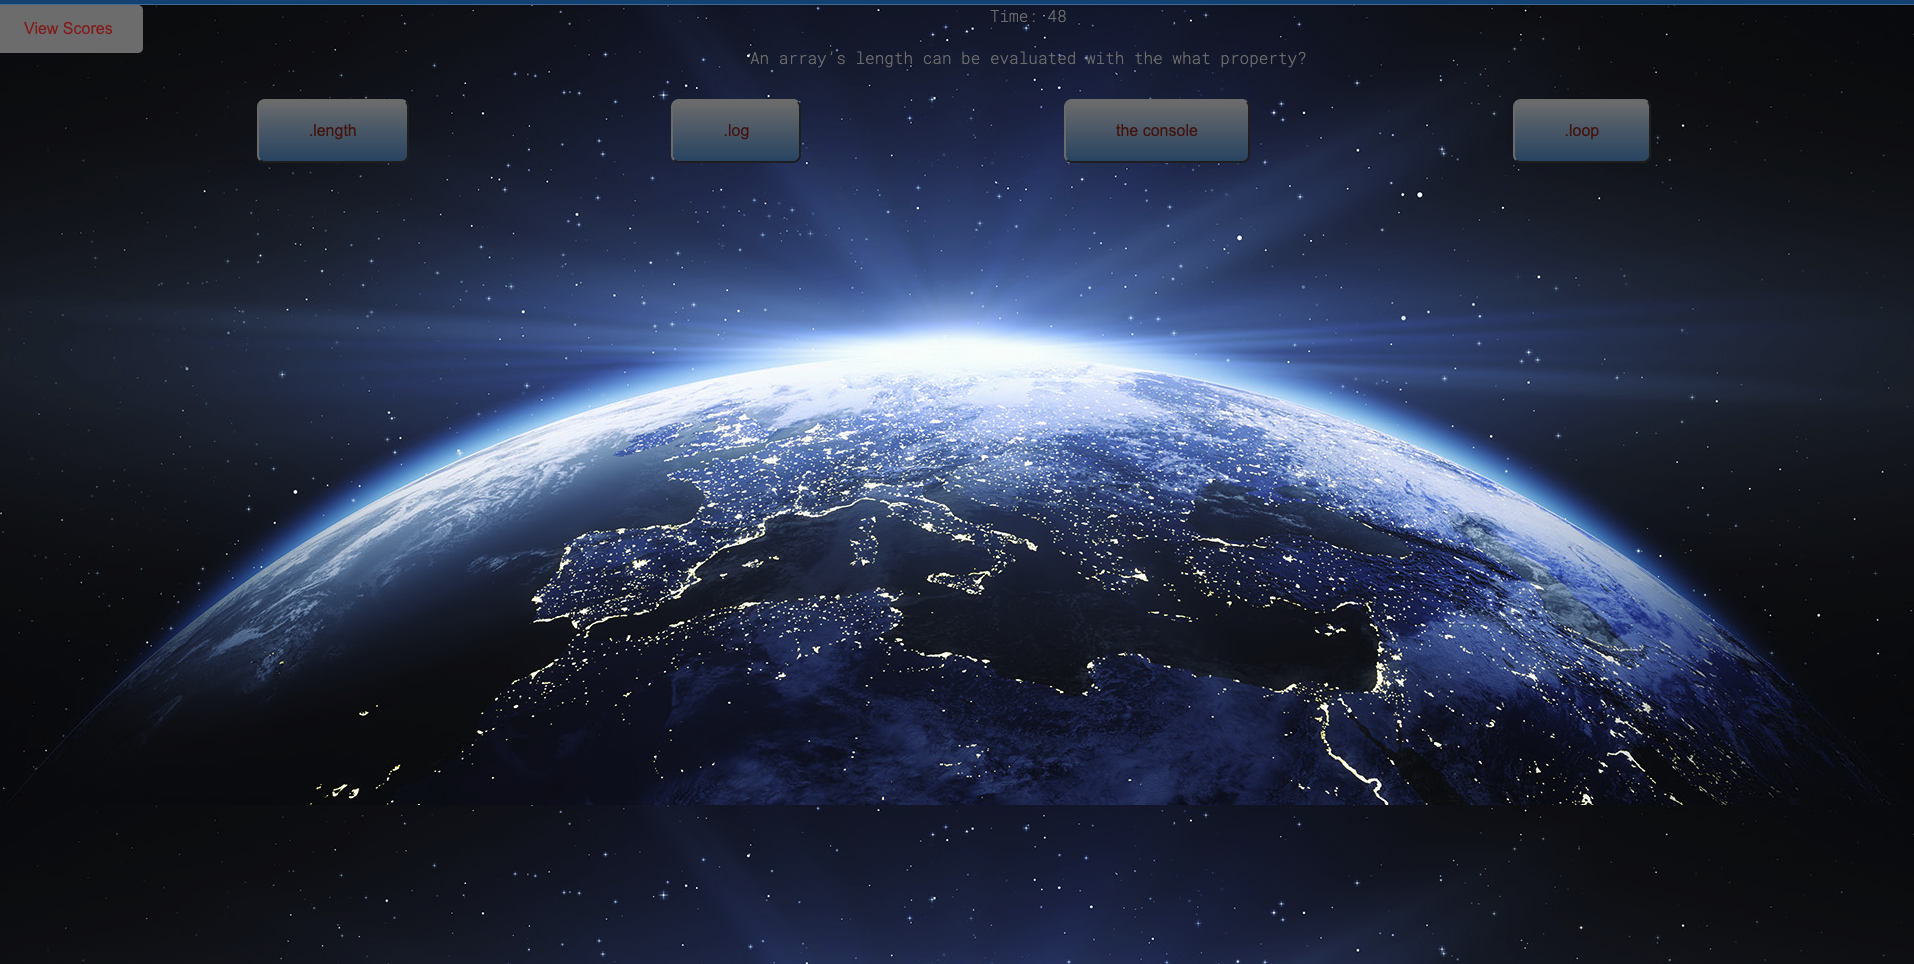 View Scores
Time: 48
An array's length can be evaluated with the what property?
.length
.log
the console
.loop